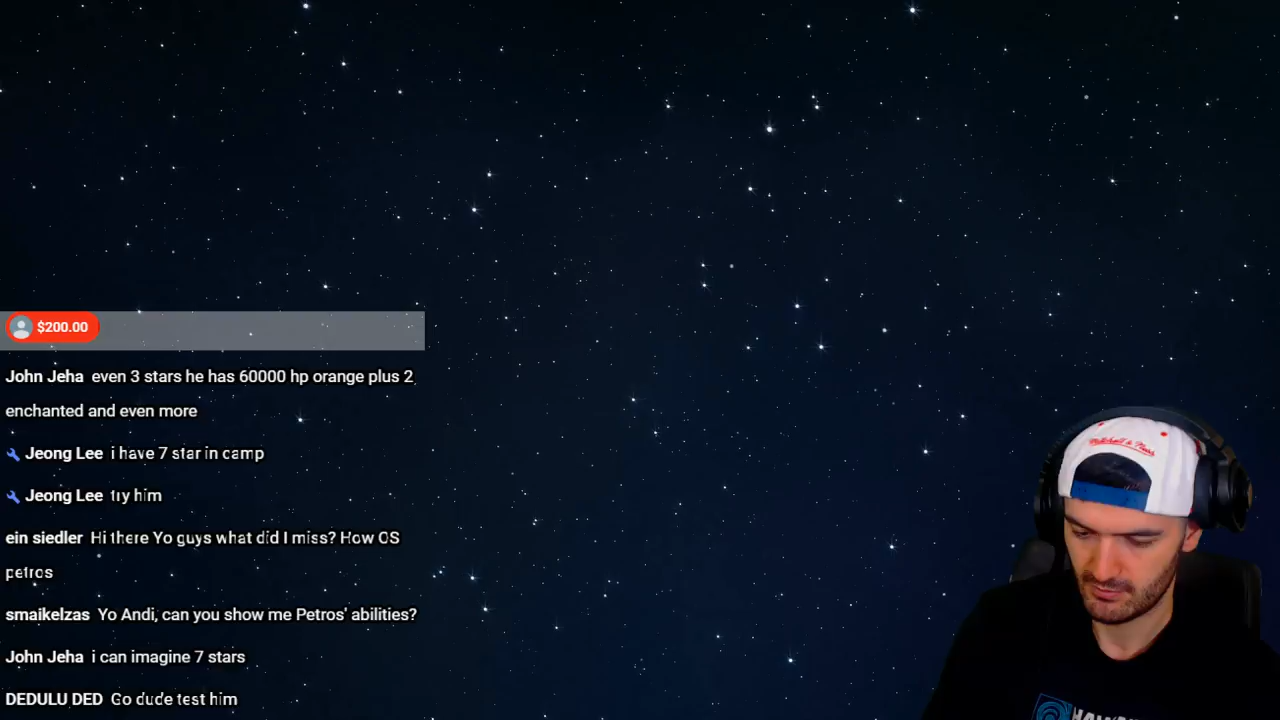 $200.00
John Jeha even 3 stars he has 60000 hp orange plus 2
enchanted and even more
Jeong Lee i have 7 star in camp
Jeong Lee try him
ein siedler Hi there Yo guys what did I miss? How OS
petros
smaikelzas Yo Andi, can you show me Petros' abilities?
John Jeha i can imagine 7 stars
DEDULU DED Go dude test him
Mitchell & Ness